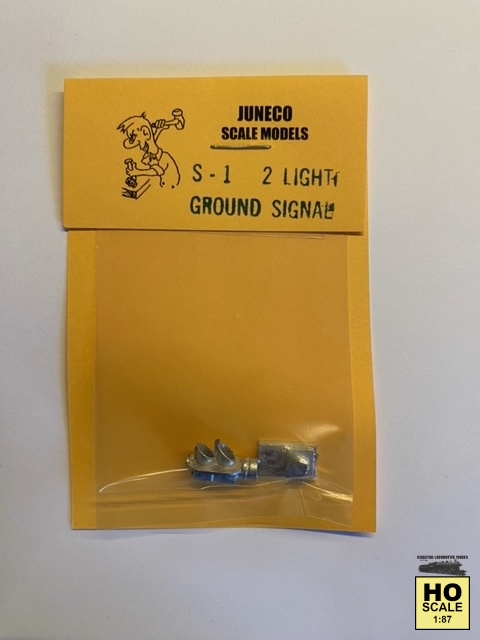 JUNECO
SCALE MODELS
S-1 2 LIGHT
GROUND SIGNAL
HO
SCALE
1:87